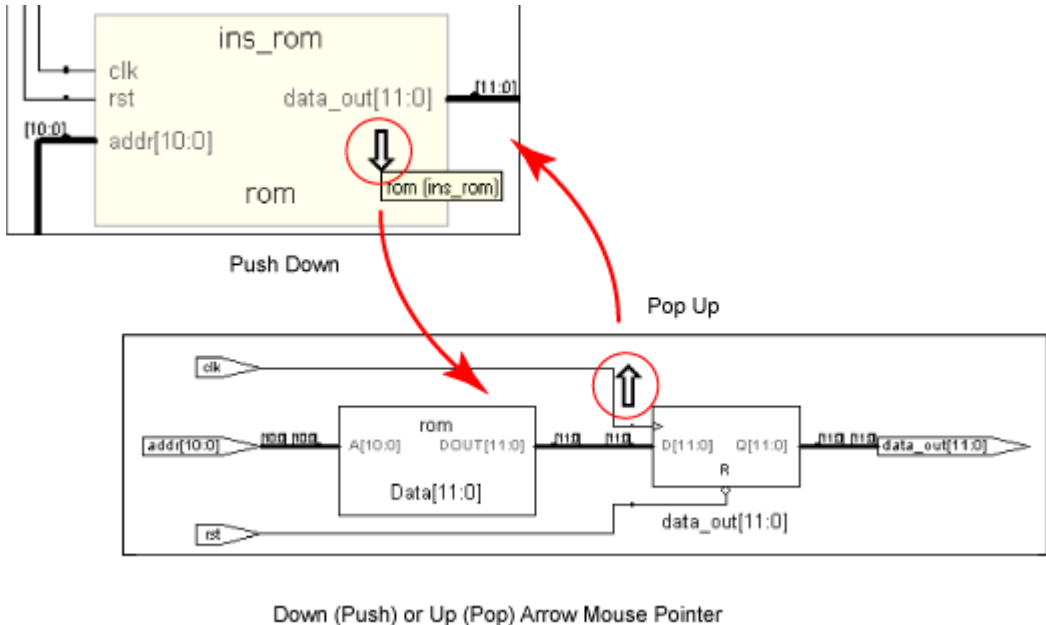 ins_rom
clk
rst
data_out[11:0]
[11:0]
[10:0]
addr[10:0]
rom (ins_rom)
rom
Push Down
Pop Up
clk
rom
addr[10:0]
[10:0] [10:0]
A[10:0]
DOUT[11:0]
[11:0]
[11:0]
D[11:0]
Q[11:0]
[11:0] [11:0]
data_out[11:0]
R
Data[11:0]
data_out[11:0]
rst
Down (Push) or Up (Pop) Arrow Mouse Pointer